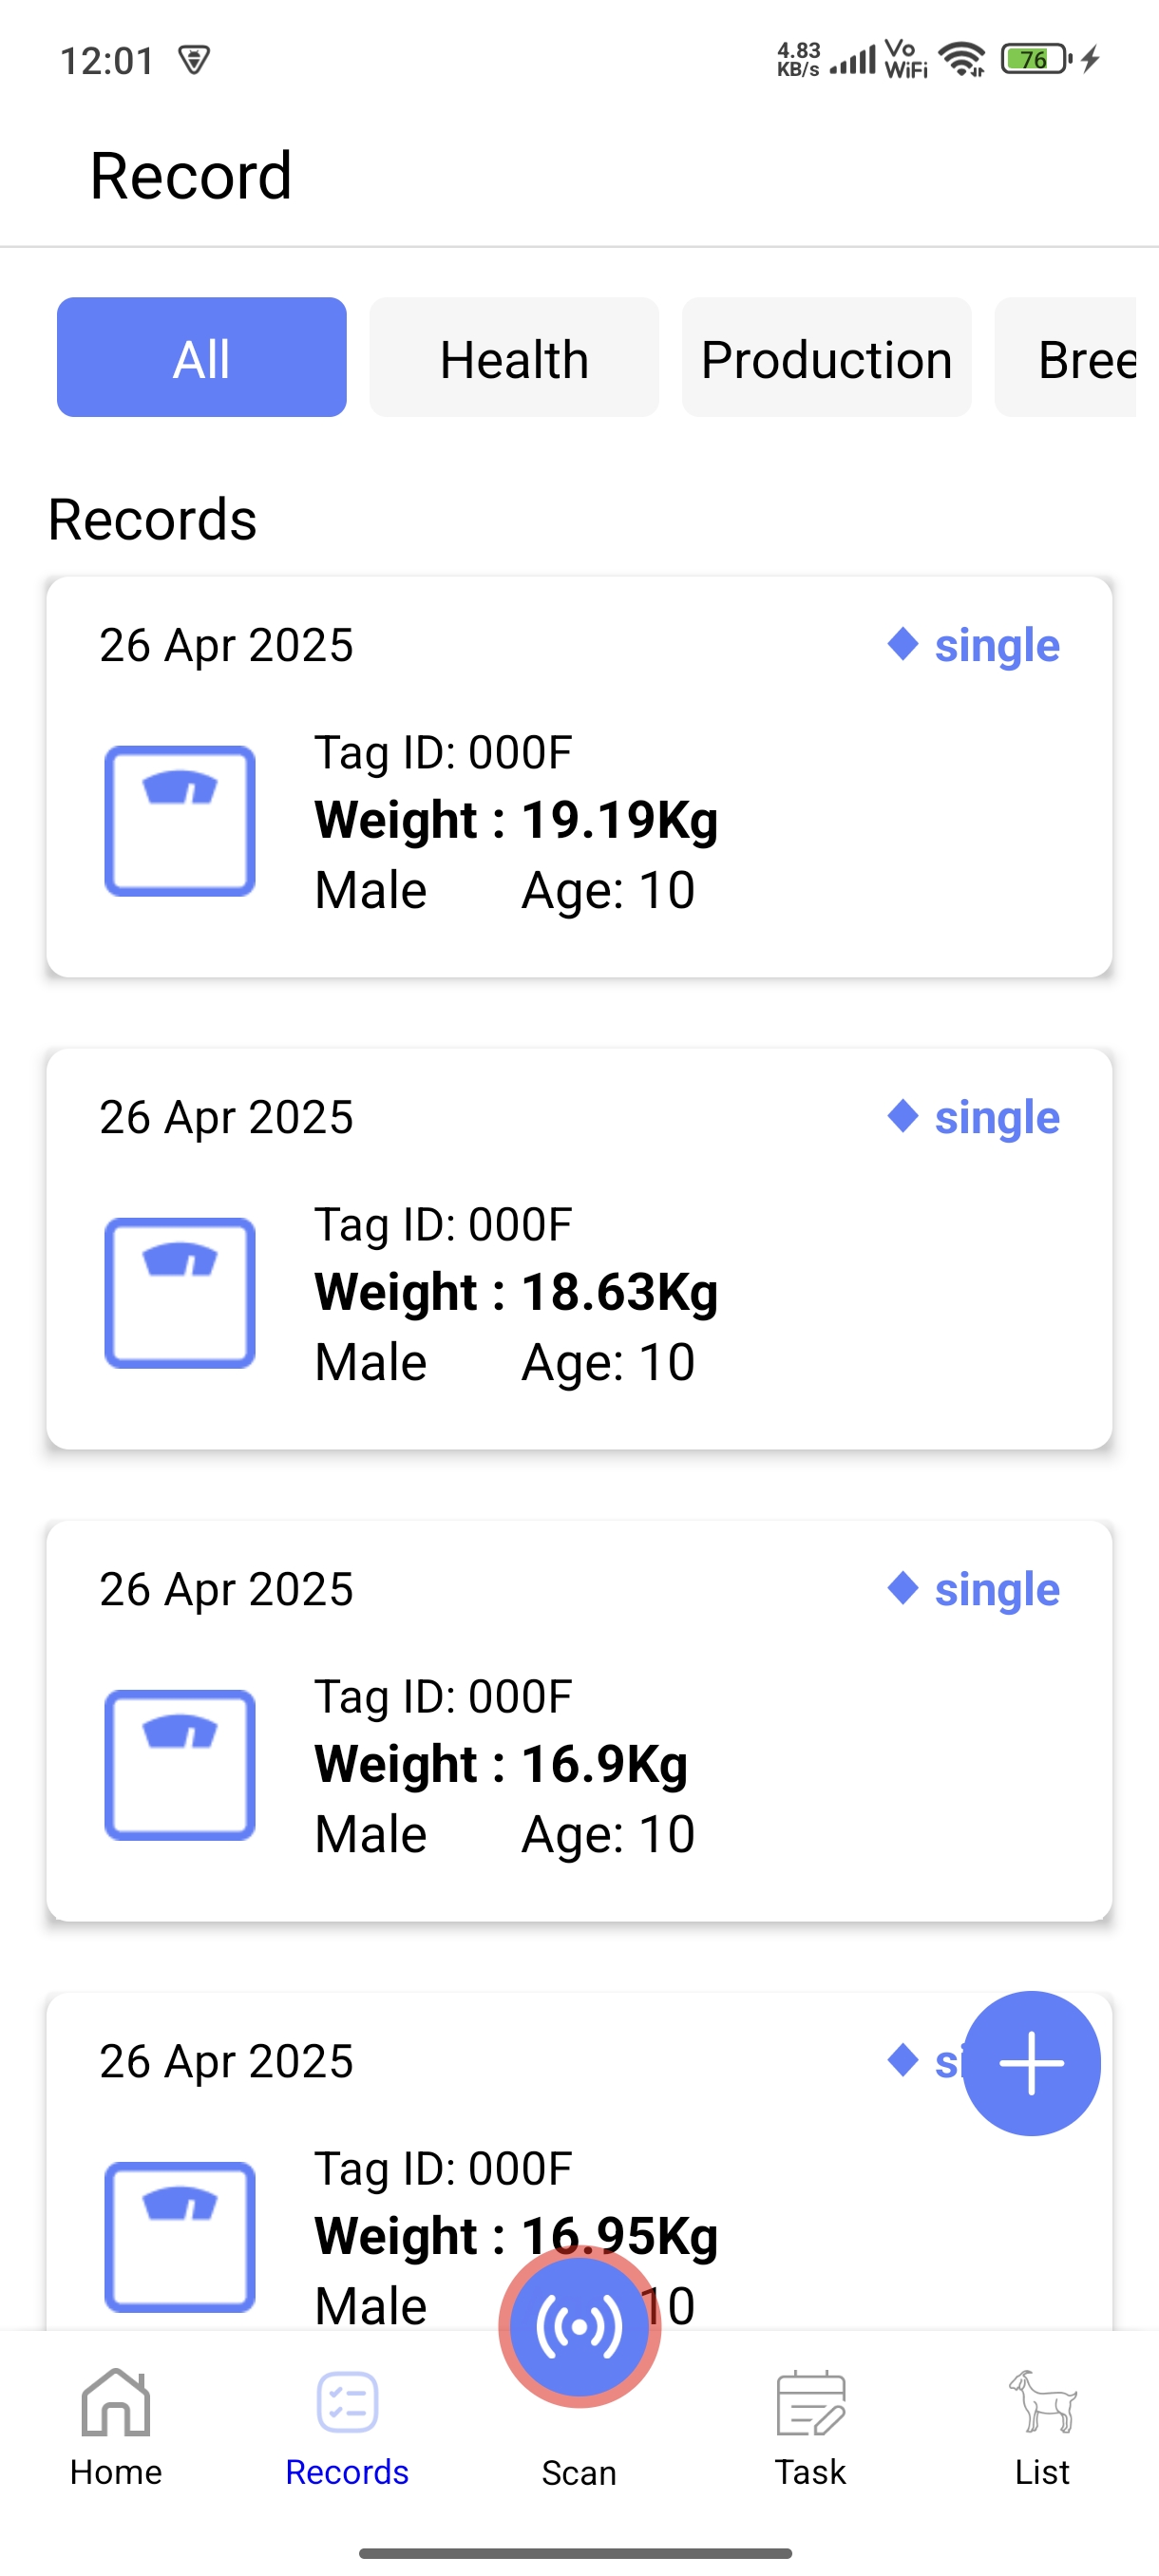 12:01
4.83 KB/s Vo WiFi 76
Record
All Health Production Bree
Records
26 Apr 2025 single
Tag ID: 000F
Weight : 19.19Kg
Male Age: 10
26 Apr 2025 single
Tag ID: 000F
Weight : 18.63Kg
Male Age: 10
26 Apr 2025 single
Tag ID: 000F
Weight : 16.9Kg
Male Age: 10
26 Apr 2025 si
Tag ID: 000F
Weight : 16.95Kg
Male 10
Home Records Scan Task List